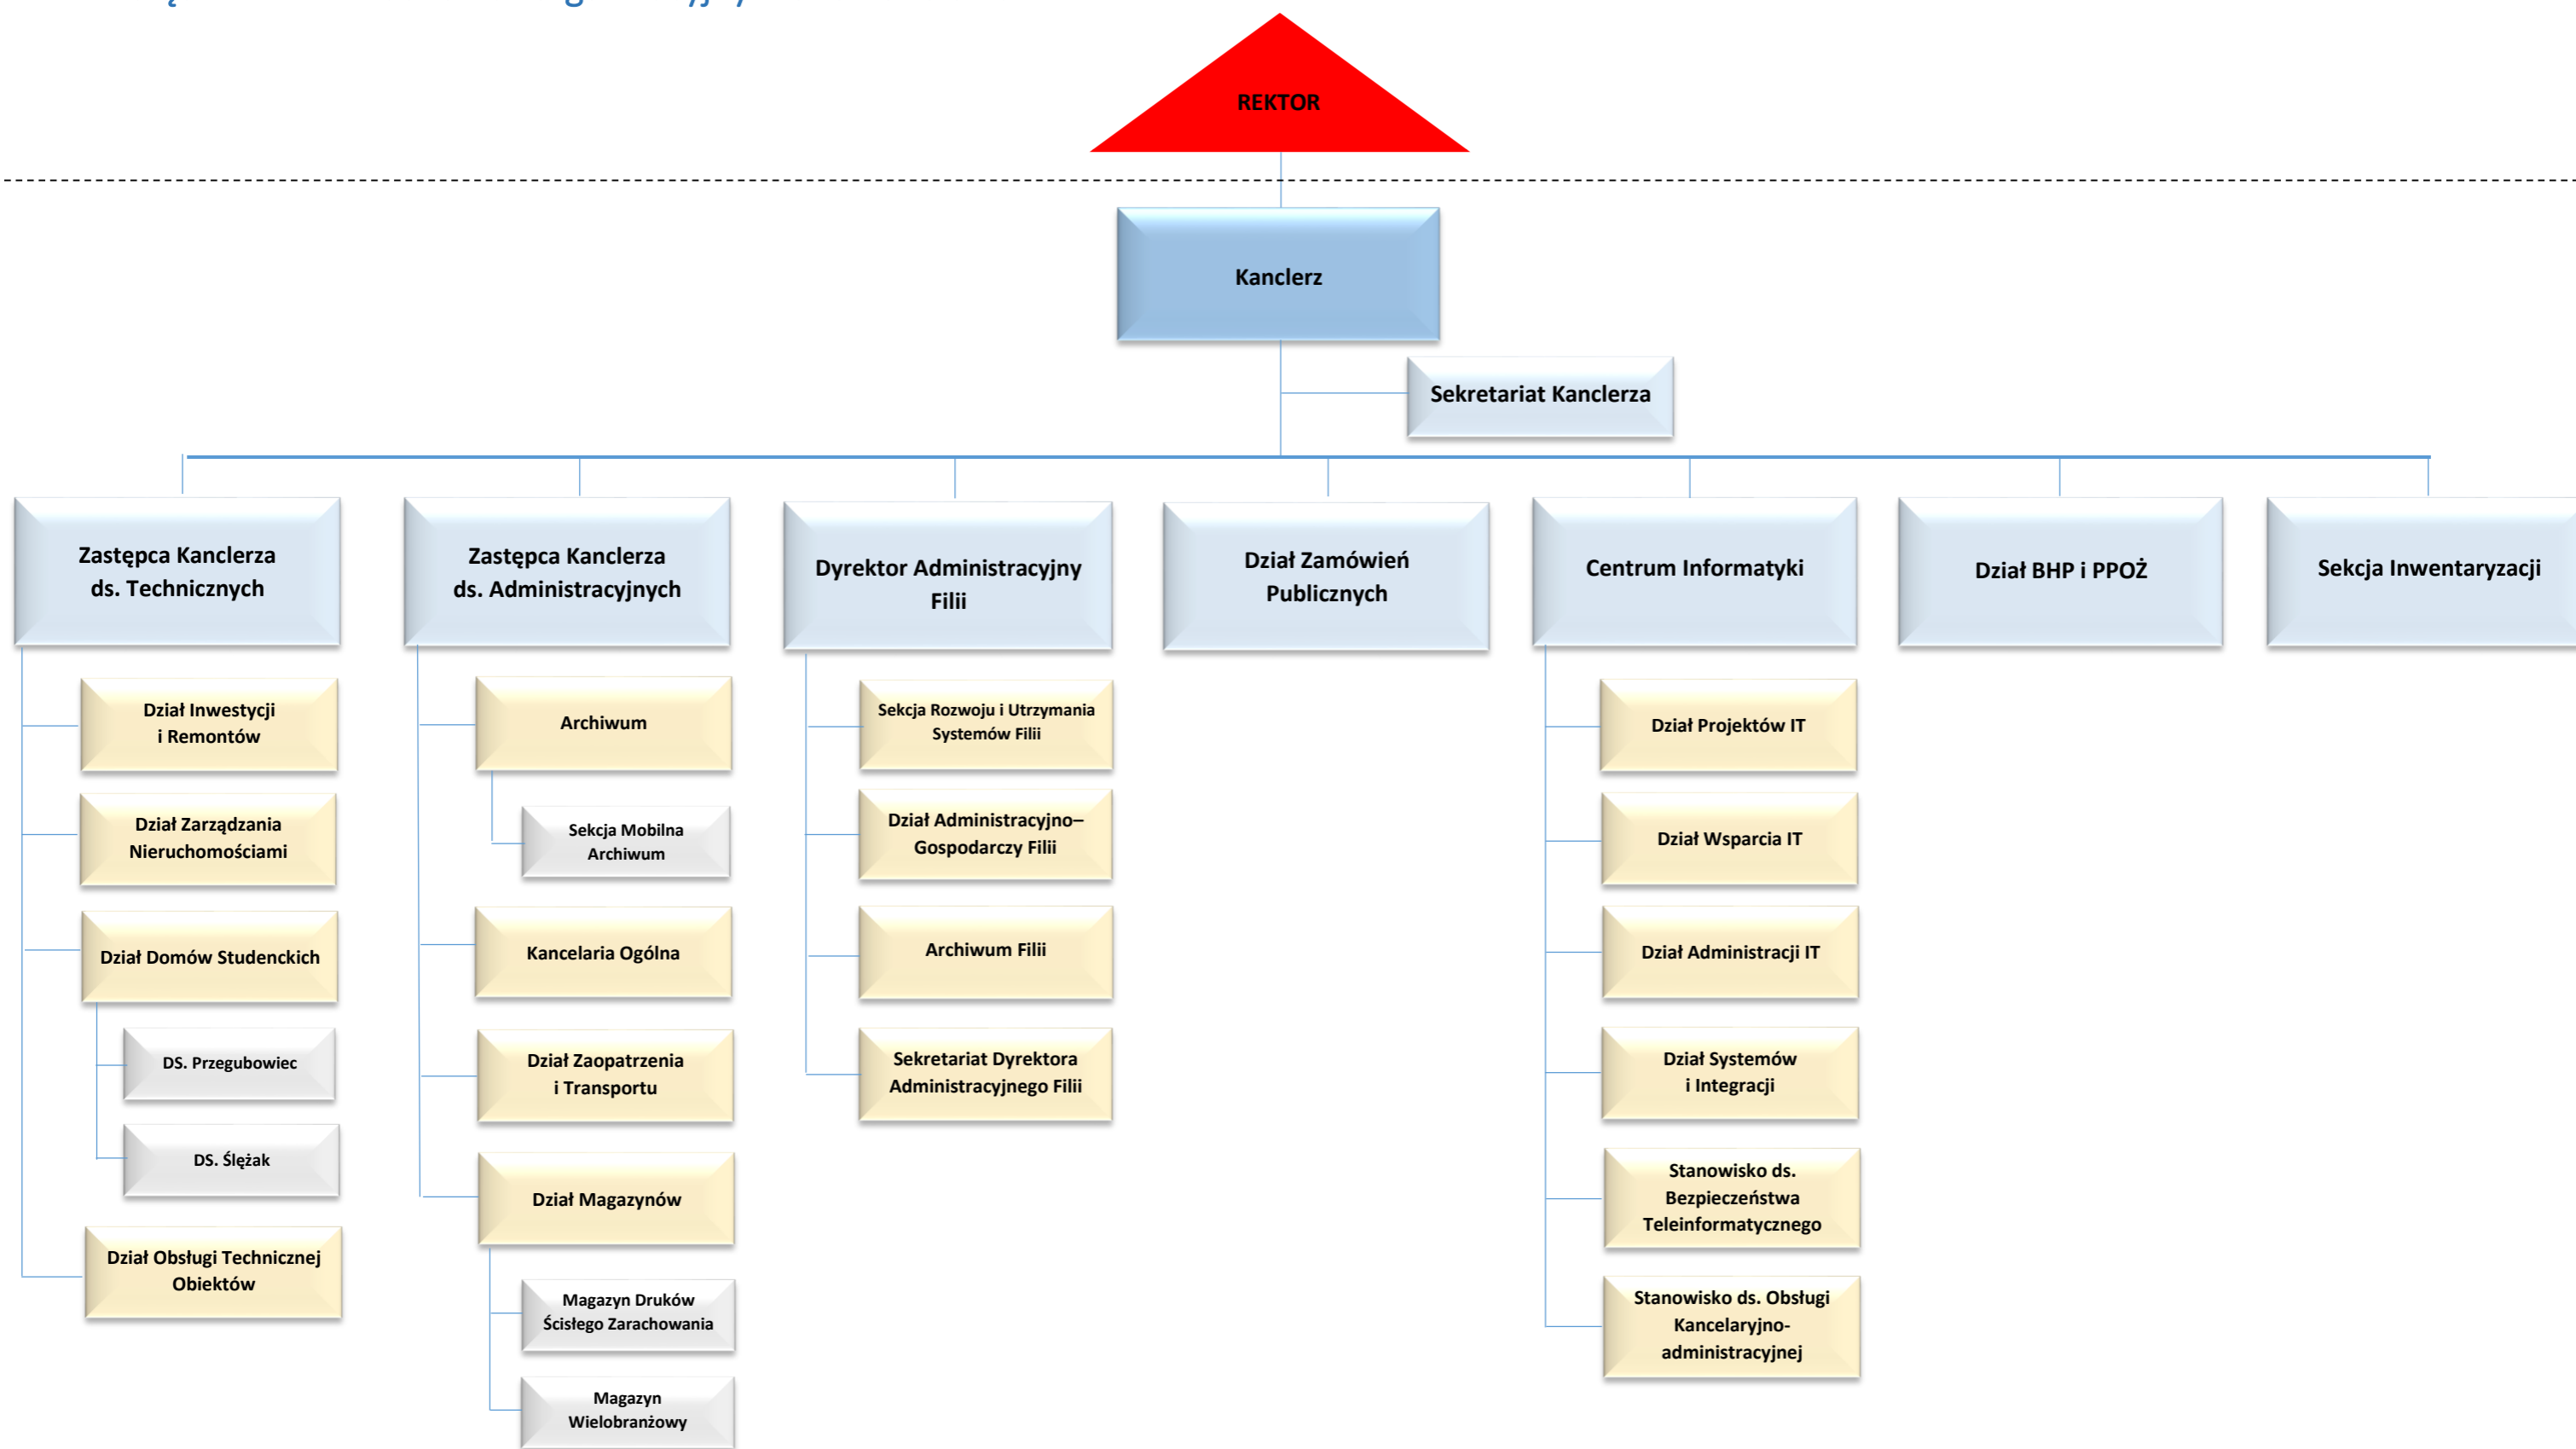 REKTOR
Kanclerz
Sekretariat Kanclerza
Zastępca Kanclerza
ds. Technicznych
Zastępca Kanclerza
ds. Administracyjnych
Dyrektor Administracyjny
Filii
Dział Zamówień
Publicznych
Centrum Informatyki
Dział BHP i PPOŻ
Sekcja Inwentaryzacji
Dział Inwestycji
i Remontów
Dział Zarządzania
Nieruchomościami
Dział Domów Studenckich
DS. Przegubowiec
DS. Ślężak
Dział Obsługi Technicznej
Obiektów
Archiwum
Sekcja Mobilna
Archiwum
Kancelaria Ogólna
Dział Zaopatrzenia
i Transportu
Dział Magazynów
Magazyn Druków
Ścisłego Zarachowania
Magazyn
Wielobranżowy
Sekcja Rozwoju i Utrzymania
Systemów Filii
Dział Administracyjno–
Gospodarczy Filii
Archiwum Filii
Sekretariat Dyrektora
Administracyjnego Filii
Dział Projektów IT
Dział Wsparcia IT
Dział Administracji IT
Dział Systemów
i Integracji
Stanowisko ds.
Bezpieczeństwa
Teleinformatycznego
Stanowisko ds. Obsługi
Kancelaryjno-
administracyjnej